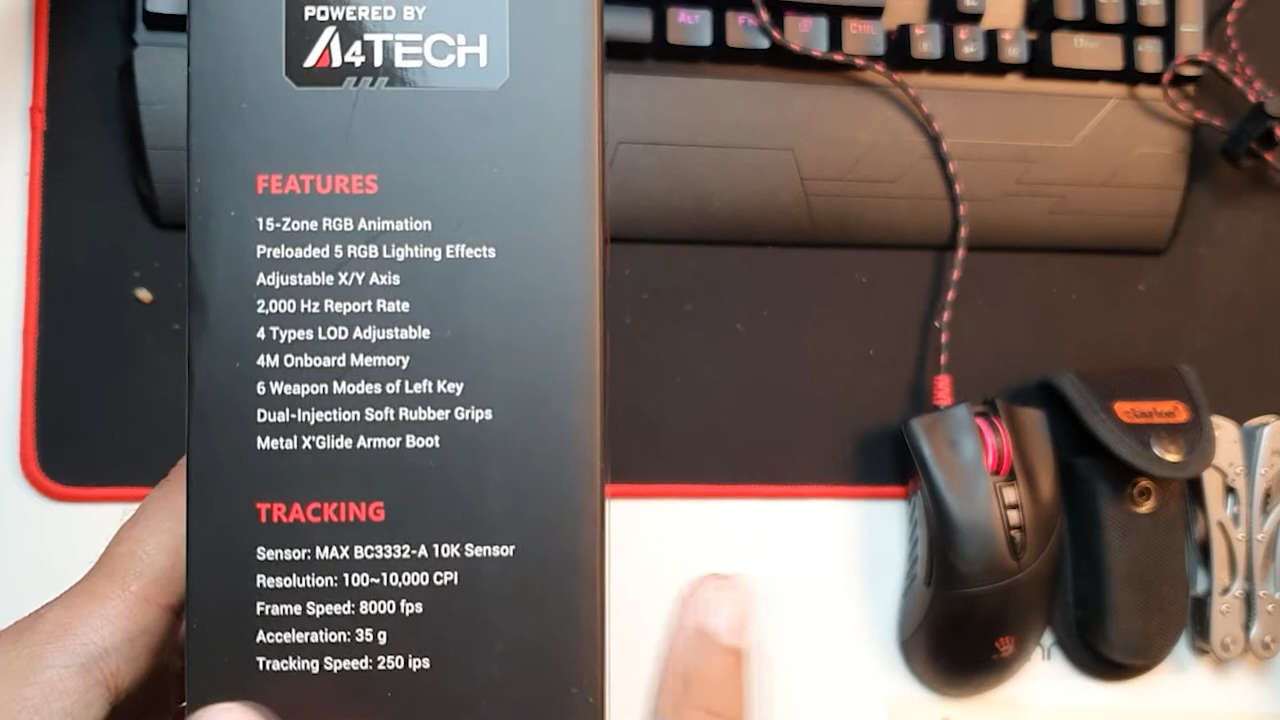 POWERED BY
A4TECH
FEATURES
15-Zone RGB Animation
Preloaded 5 RGB Lighting Effects
Adjustable X/Y Axis
2,000 Hz Report Rate
4 Types LOD Adjustable
4M Onboard Memory
6 Weapon Modes of Left Key
Dual-Injection Soft Rubber Grips
Metal X'Glide Armor Boot
TRACKING
Sensor: MAX BC3332-A 10K Sensor
Resolution: 100~10,000 CPI
Frame Speed: 8000 fps
Acceleration: 35 g
Tracking Speed: 250 ips
ALT
Fn
CTRL